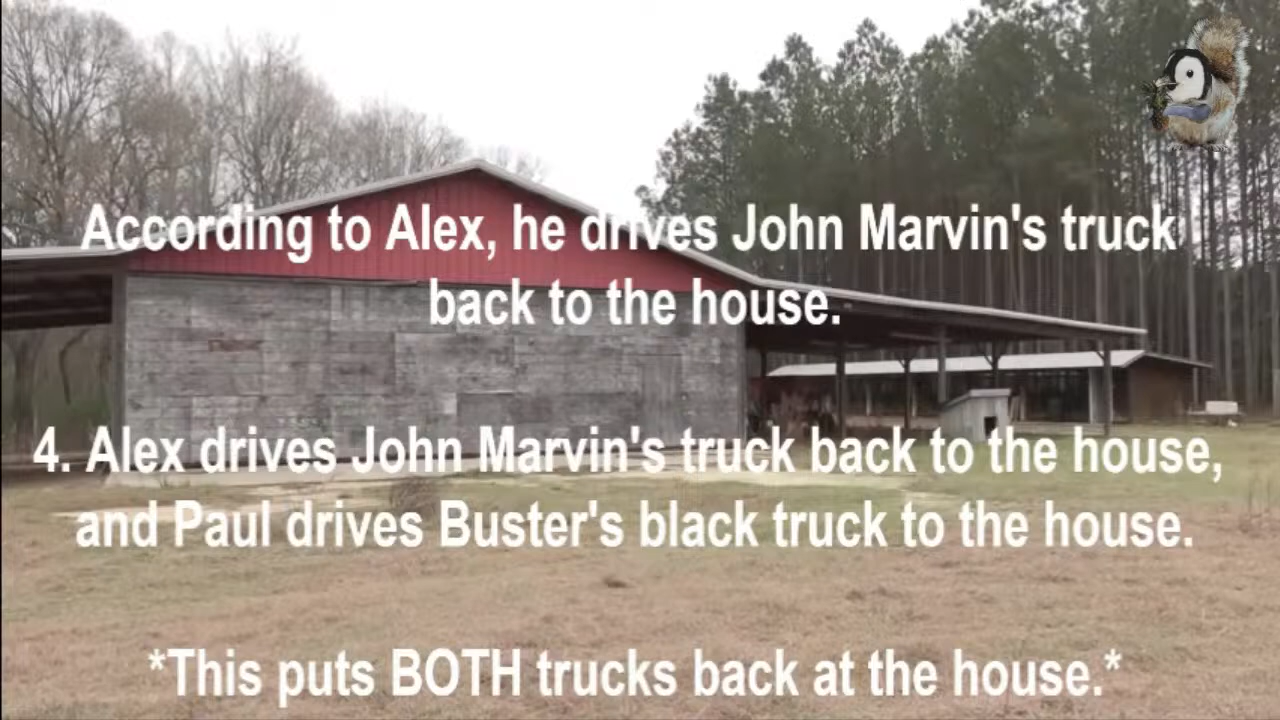 According to Alex, he drives John Marvin's truck
back to the house.
4. Alex drives John Marvin's truck back to the house,
and Paul drives Buster's black truck to the house.
*This puts BOTH trucks back at the house.*